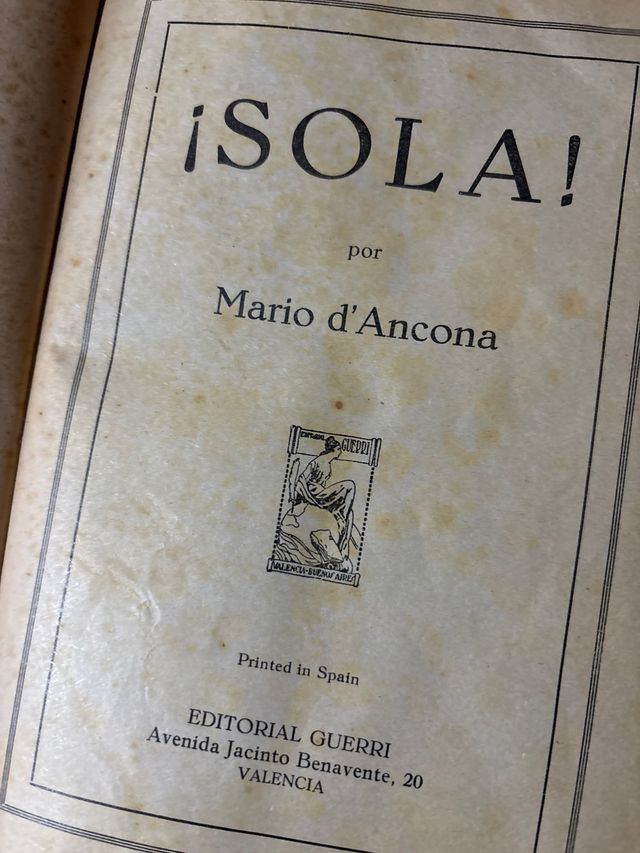 ¡SOLA!
por
Mario d'Ancona
EDITORIAL GUERRI
VALENCIA-BUENOS AIRES
Printed in Spain
EDITORIAL GUERRI
Avenida Jacinto Benavente, 20
VALENCIA